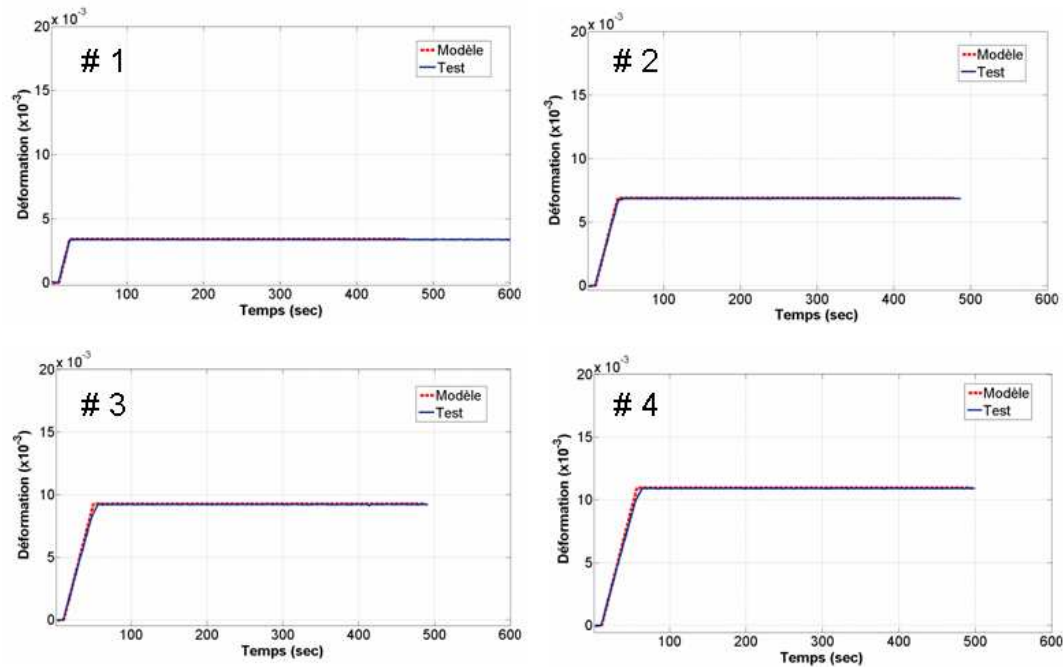 20 x 10-3
# 1
Modèle
Test
15
10
5
0
Déformation (x10-3)
100 200 300 400 500 600
Temps (sec)
20 x 10-3
# 2
Modèle
Test
15
10
5
0
Déformation (x10-3)
100 200 300 400 500 600
Temps (sec)
20 x 10-3
# 3
Modèle
Test
15
10
5
0
Déformation (x10-3)
100 200 300 400 500 600
Temps (sec)
20 x 10-3
# 4
Modèle
Test
15
10
5
0
Déformation (x10-3)
100 200 300 400 500 600
Temps (sec)